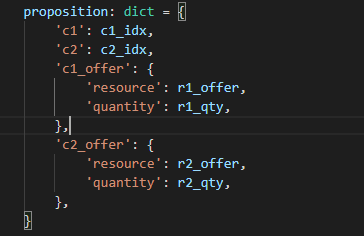 proposition: dict = {
    'c1': c1_idx,
    'c2': c2_idx,
    'c1_offer': {
        'resource': r1_offer,
        'quantity': r1_qty,
    },
    'c2_offer': {
        'resource': r2_offer,
        'quantity': r2_qty,
    },
}